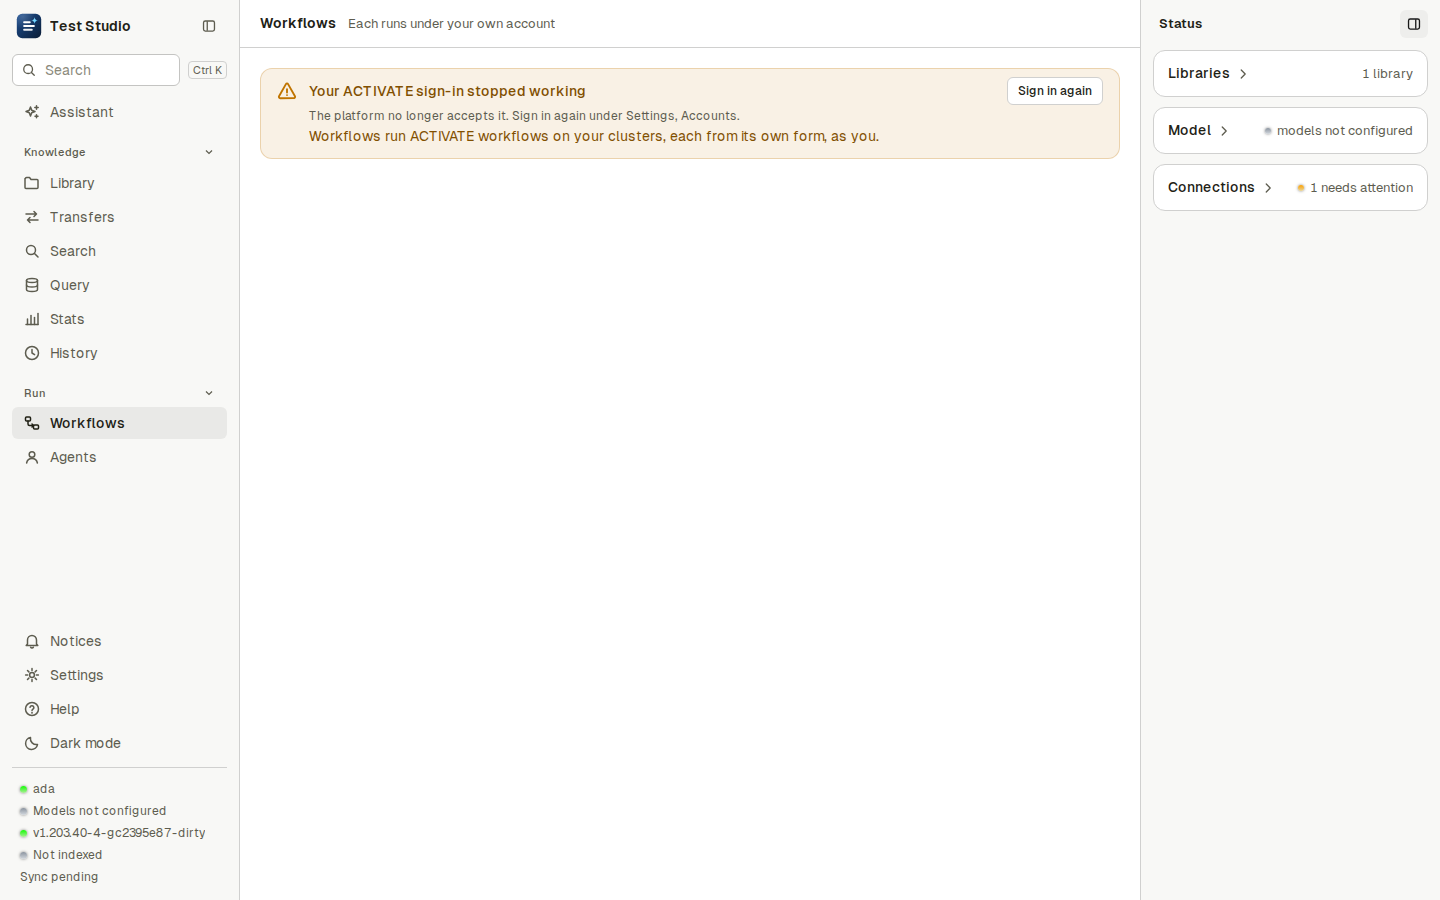 Test Studio
Search
Ctrl K
Assistant
Knowledge
Library
Transfers
Search
Query
Stats
History
Run
Workflows
Agents
Notices
Settings
Help
Dark mode
ada
Models not configured
v1.203.40-4-gc2395e87-dirty
Not indexed
Sync pending
Workflows Each runs under your own account
Your ACTIVATE sign-in stopped working
Sign in again
The platform no longer accepts it. Sign in again under Settings, Accounts.
Workflows run ACTIVATE workflows on your clusters, each from its own form, as you.
Status
Libraries 1 library
Model models not configured
Connections 1 needs attention